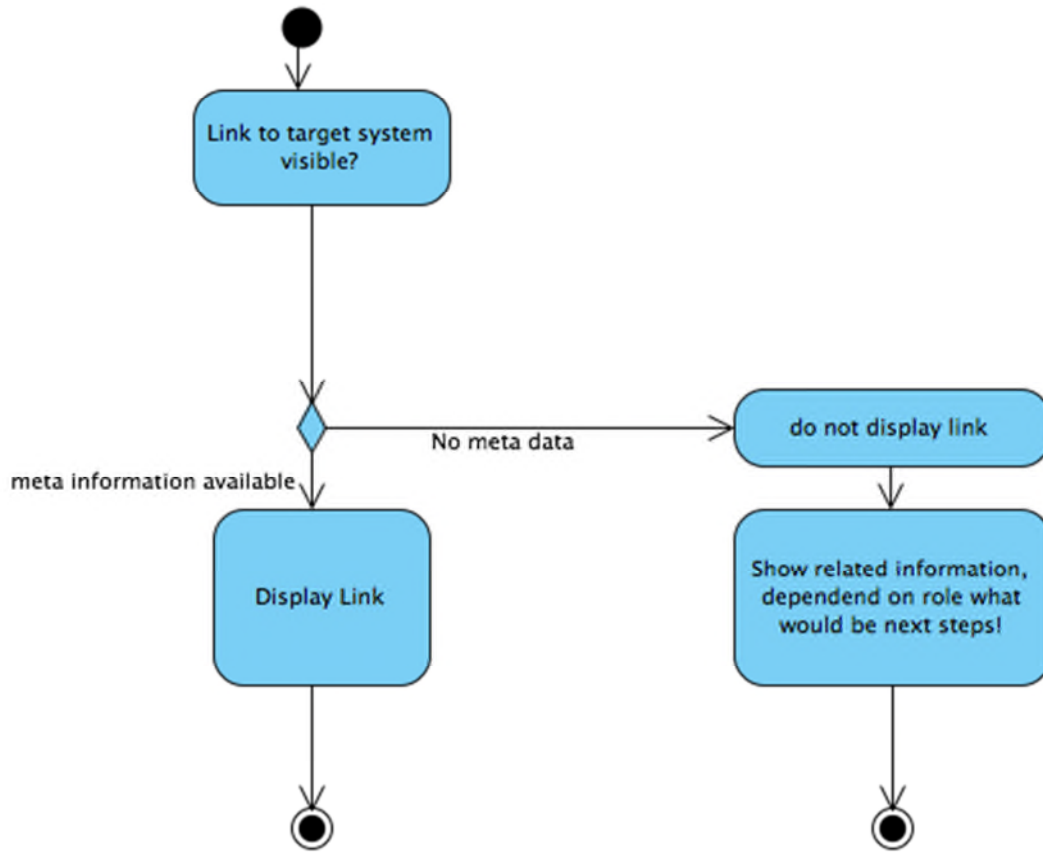 Link to target system
visible?
No meta data
do not display link
meta information available
Display Link
Show related information,
dependend on role what
would be next steps!